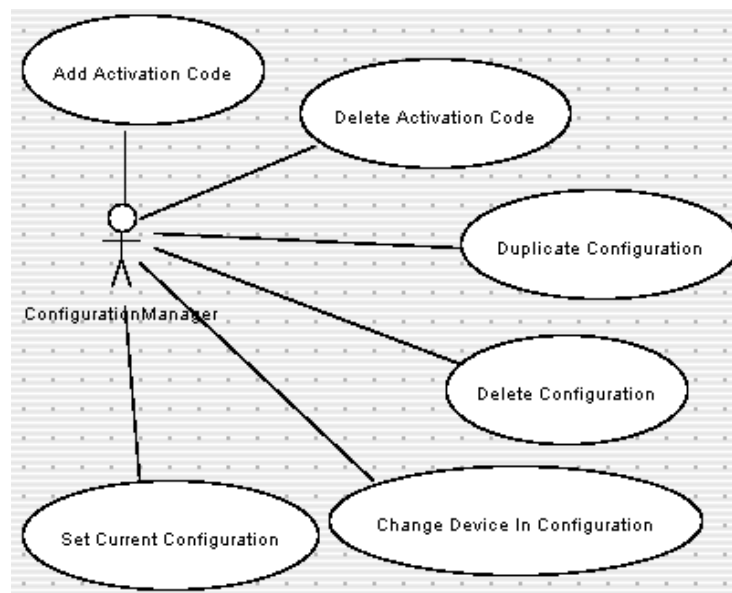 Add Activation Code
Delete Activation Code
Duplicate Configuration
ConfigurationManager
Delete Configuration
Change Device In Configuration
Set Current Configuration